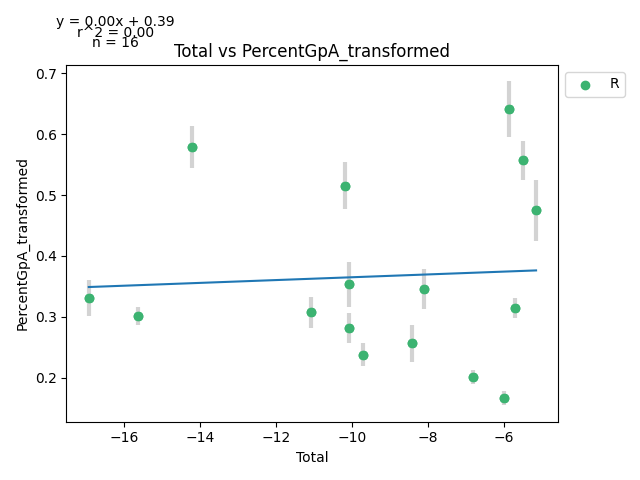 y = 0.00x + 0.39
r^2 = 0.00
n = 16
Total vs PercentGpA_transformed
R
PercentGpA_transformed
0.7
0.6
0.5
0.4
0.3
0.2
−16
−14
−12
−10
−8
−6
Total